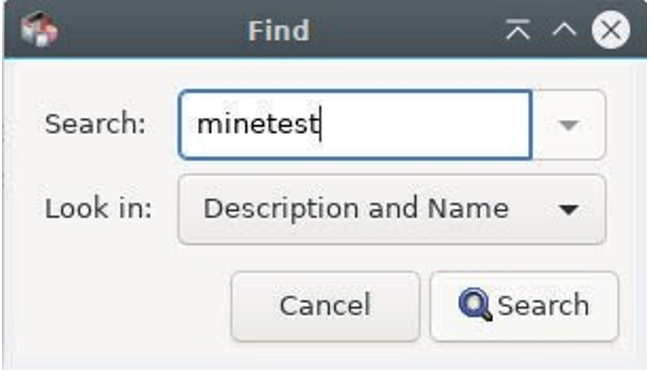 Find
Search: minetest
Look in: Description and Name
Cancel Search